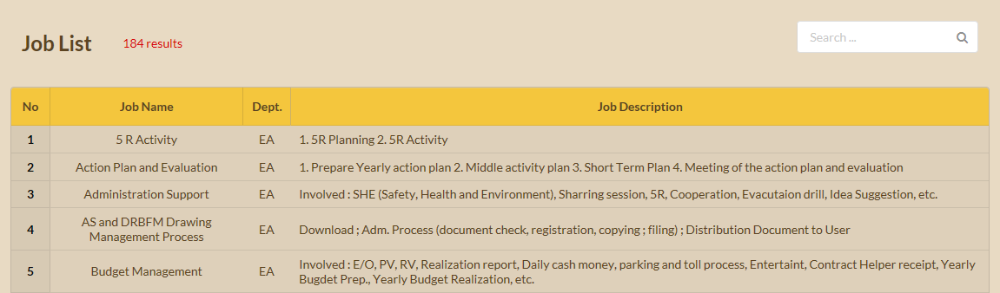 Job List
184 results
Search ...
No Job Name Dept. Job Description
1 5 R Activity EA 1. 5R Planning 2. 5R Activity
2 Action Plan and Evaluation EA 1. Prepare Yearly action plan 2. Middle activity plan 3. Short Term Plan 4. Meeting of the action plan and evaluation
3 Administration Support EA Involved : SHE (Safety, Health and Environment), Sharring session, 5R, Cooperation, Evacutaion drill, Idea Suggestion, etc.
4 AS and DRBFM Drawing
Management Process EA Download ; Adm. Process (document check, registration, copying ; filing) ; Distribution Document to User
5 Budget Management EA Involved : E/O, PV, RV, Realization report, Daily cash money, parking and toll process, Entertaint, Contract Helper receipt, Yearly
Bugdet Prep., Yearly Budget Realization, etc.